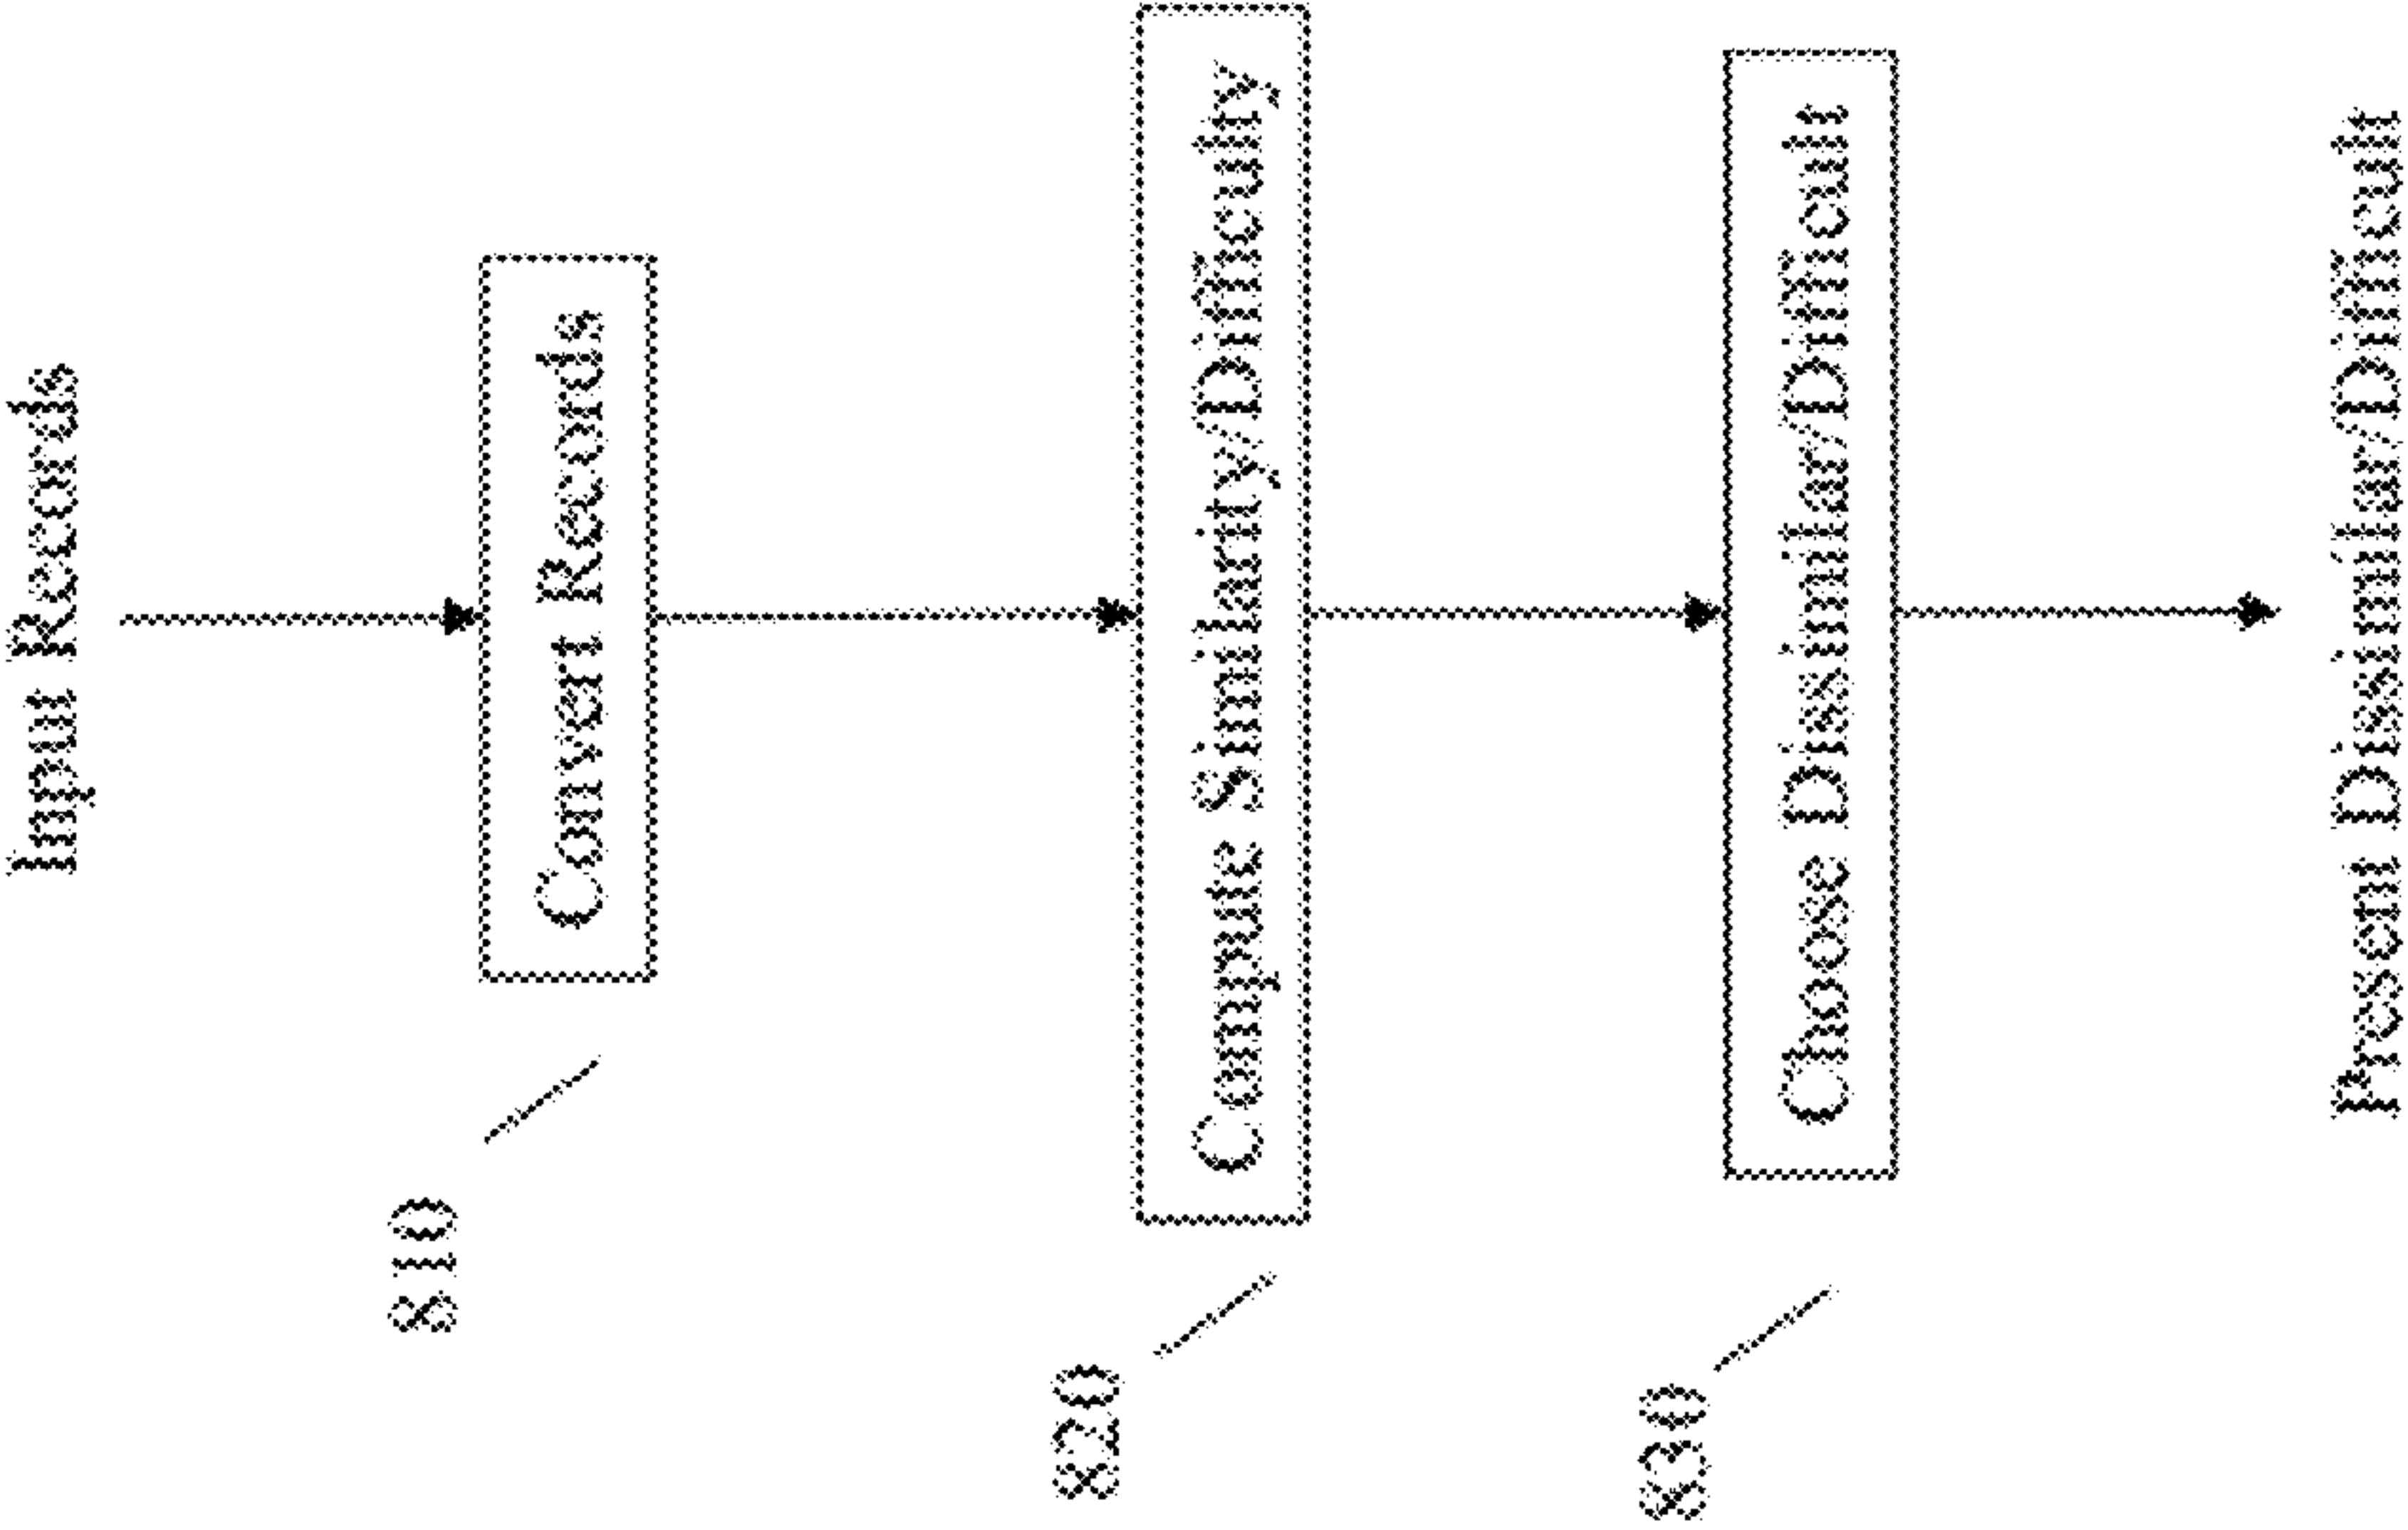 Input Records
810
Convert Records
820
Compute Similarity/Difficulty
830
Choose Dissimilar/Difficult
Present Dissimilar/Difficult